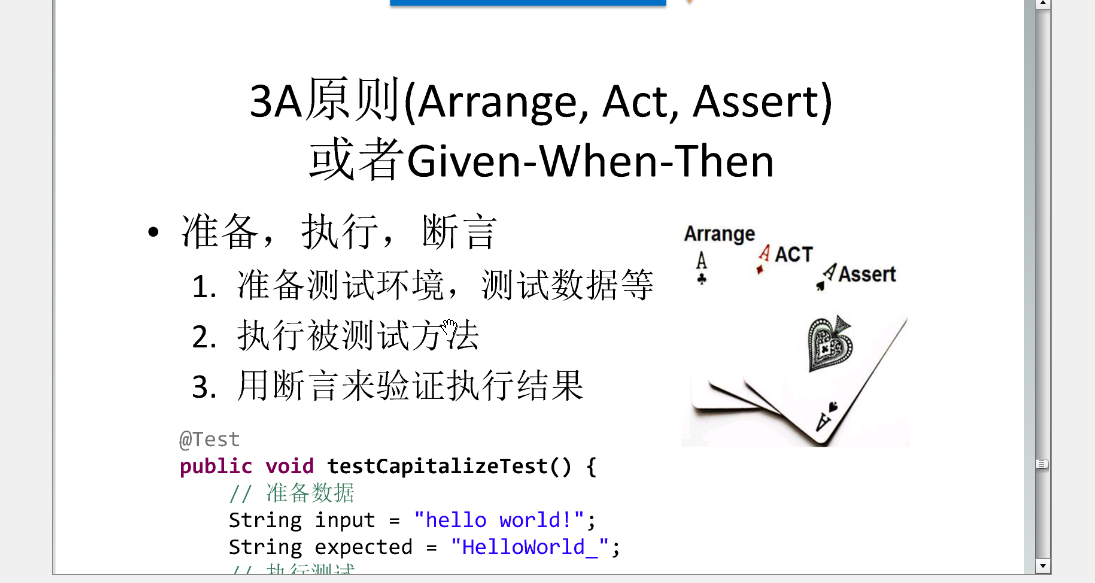 3A原则(Arrange, Act, Assert)
或者Given-When-Then
• 准备，执行，断言
1. 准备测试环境，测试数据等
2. 执行被测试方法
3. 用断言来验证执行结果
Arrange
A
A ACT
A Assert
A
@Test
public void testCapitalizeTest() {
// 准备数据
String input = "hello world!";
String expected = "HelloWorld_";
// 执行测试